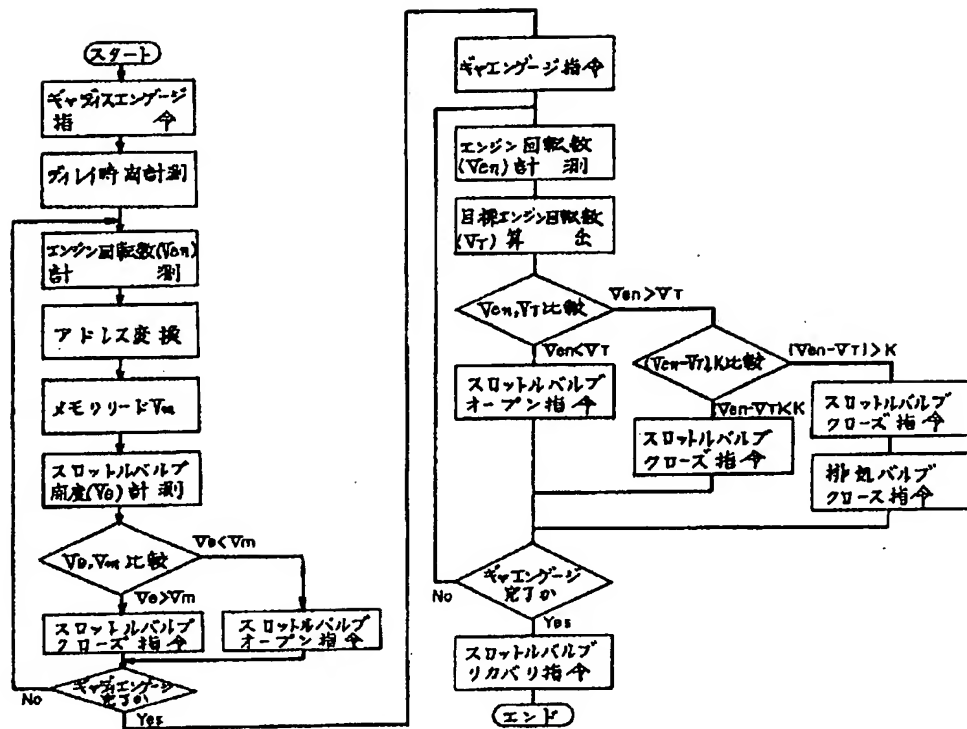 スタート
ギヤディスエンゲージ
指 令
ディレイ時間計測
エンジン回転数(Ven)
計 測
アドレス変換
メモリリードVm
スロットルバルブ
開度(Vθ)計測
Vθ,Vm比較
Vθ<Vm
Vθ>Vm
スロットルバルブ
クローズ指令
スロットルバルブ
オープン指令
ギヤディエンゲージ
完了か
No
Yes
ギヤエンゲージ指令
エンジン回転数
(Ven)計 測
目標エンジン回転数
(VT)算 出
Ven,VT比較
Ven>VT
Ven<VT
スロットルバルブ
オープン指令
(Ven-VT),K比較
(Ven-VT)>K
Ven-VT<K
スロットルバルブ
クローズ指令
スロットルバルブ
クローズ指令
排処バルブ
クロース指令
ギヤエンゲージ
完了か
No
Yes
スロットルバルブ
リカバリ指令
エンド